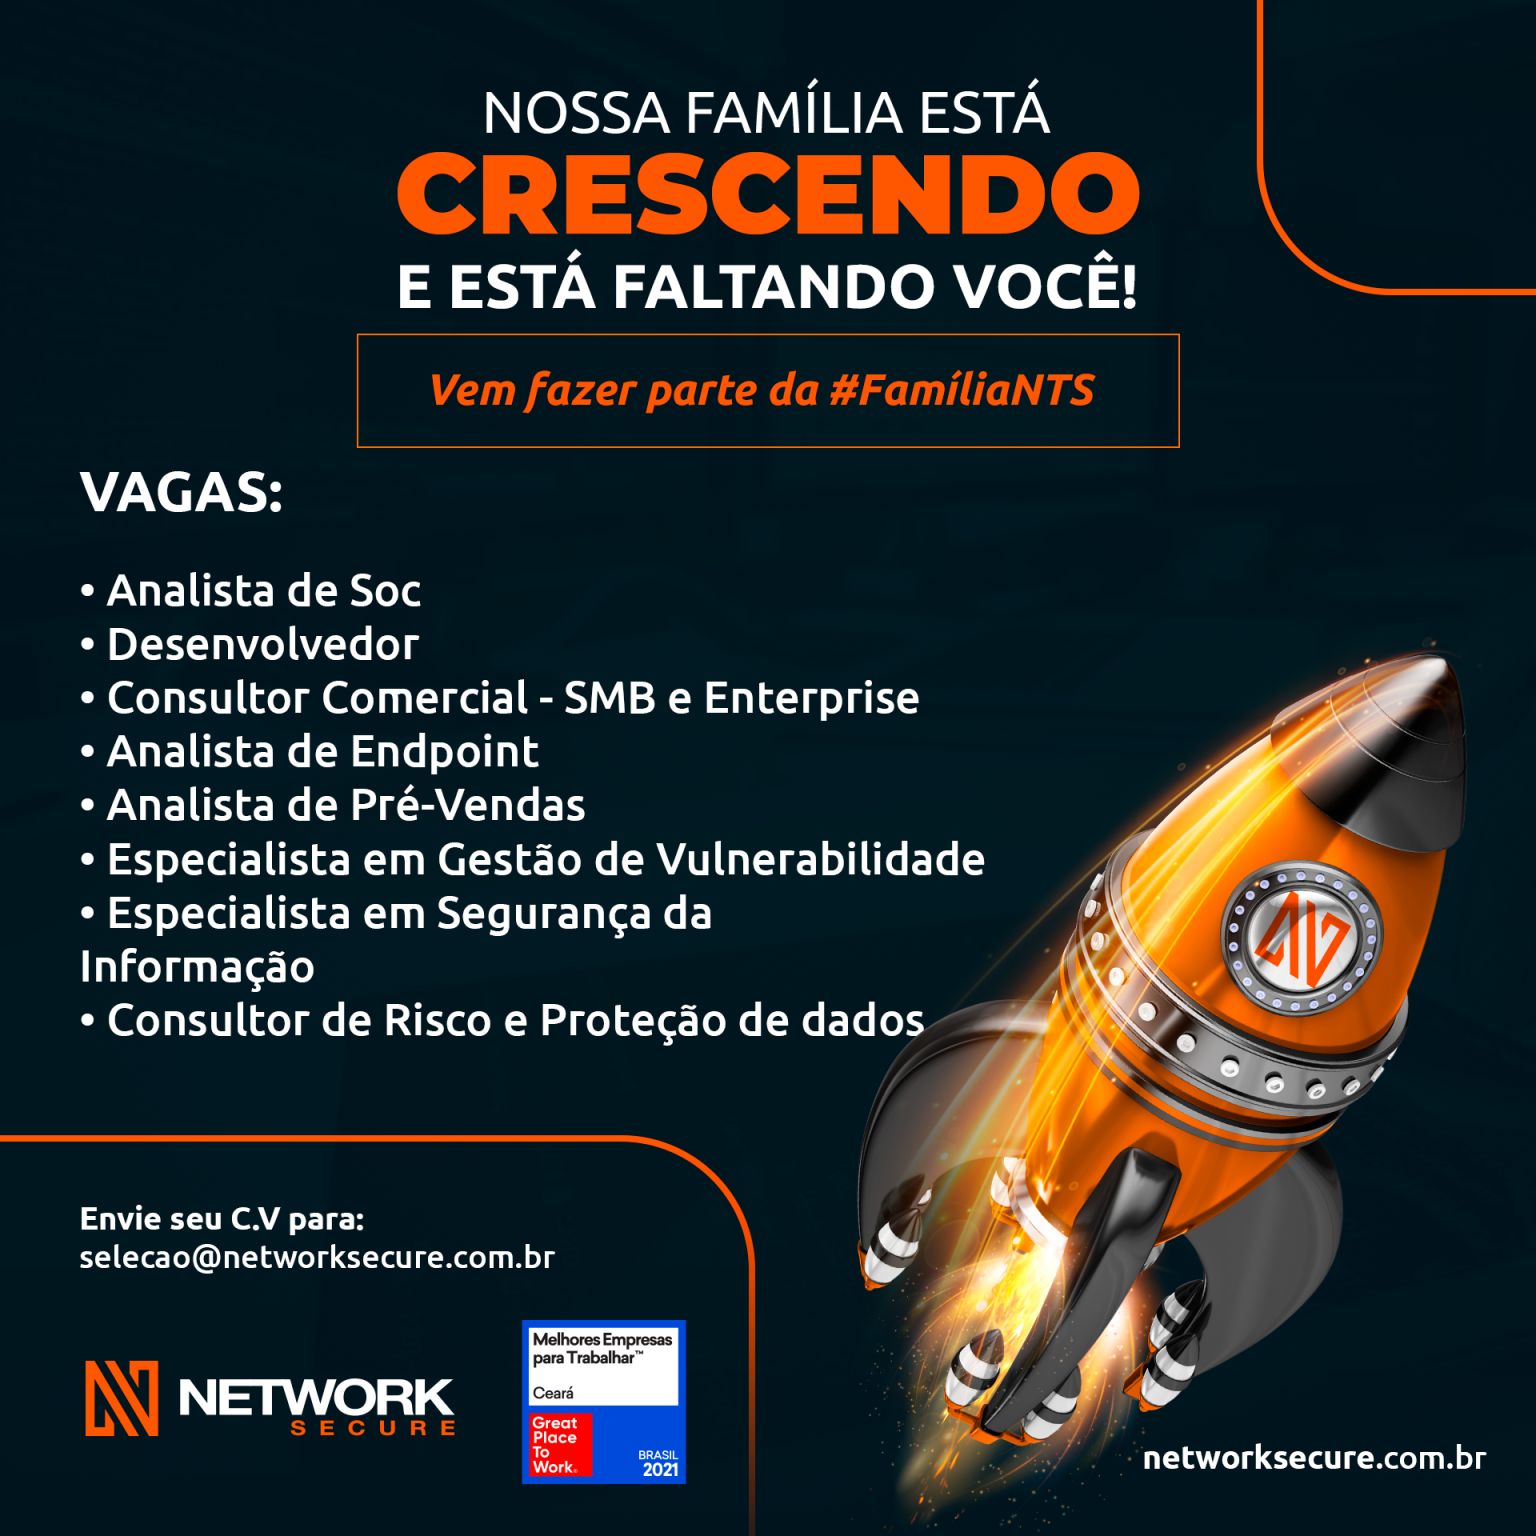 NOSSA FAMÍLIA ESTÁ
CRESCENDO
E ESTÁ FALTANDO VOCÊ!
Vem fazer parte da #FamíliaNTS
VAGAS:
• Analista de Soc
• Desenvolvedor
• Consultor Comercial - SMB e Enterprise
• Analista de Endpoint
• Analista de Pré-Vendas
• Especialista em Gestão de Vulnerabilidade
• Especialista em Segurança da
Informação
• Consultor de Risco e Proteção de dados
Envie seu C.V para:
selecao@networksecure.com.br
NETWORK
SECURE
Melhores Empresas
para Trabalhar™
Ceará
Great
Place
To
Work.
BRASIL
2021
networksecure.com.br